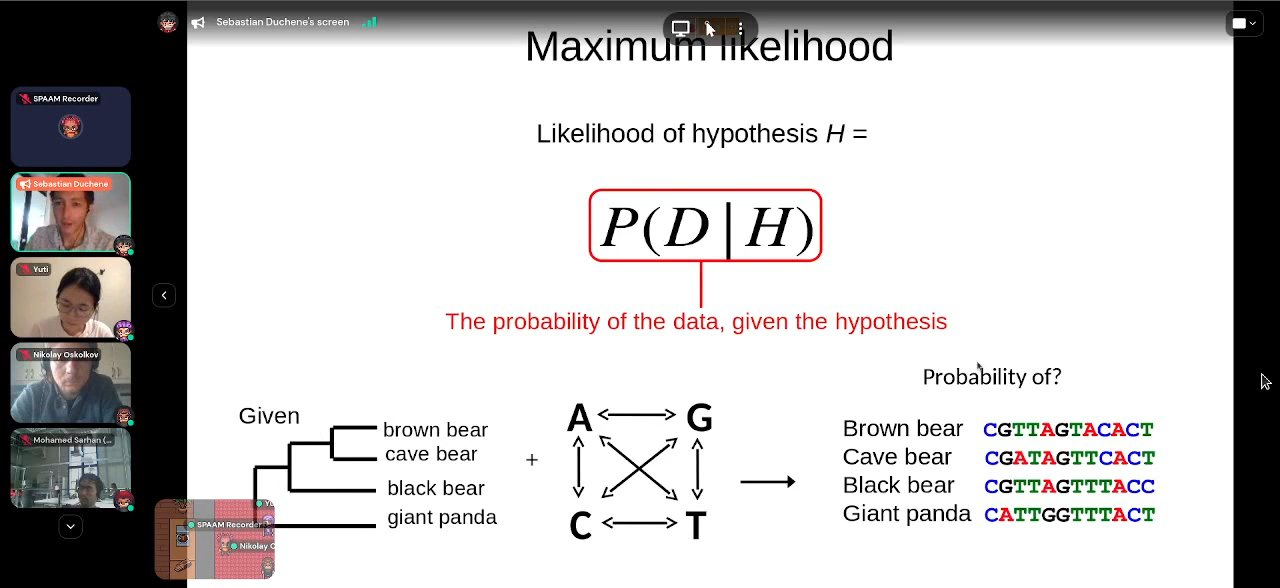 Sebastian Duchene's screen
Maximum likelihood
SPAAM Recorder
Sebastian Duchene
Yuti
Nikolay Oskolkov
Mohamed Sarhan (...
Likelihood of hypothesis H =
P(D | H)
The probability of the data, given the hypothesis
Given
brown bear
cave bear
black bear
giant panda
+
A G
C T
Probability of?
Brown bear CGTTAGTACACT
Cave bear CGATAGTTCACT
Black bear CGTTAGTTTACC
Giant panda CATTGGTTTACT
SPAAM Recorder
Nikolay O